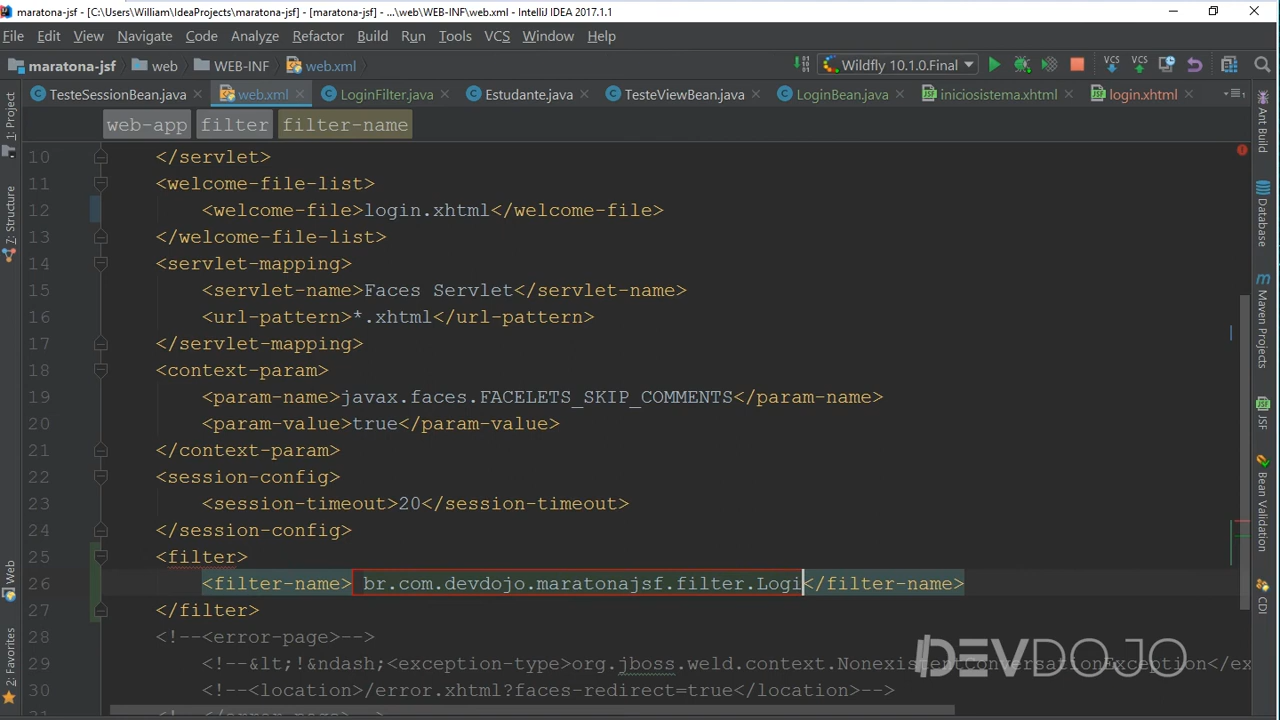 maratona-jsf - [C:\Users\William\IdeaProjects\maratona-jsf] - [maratona-jsf] - ...\web\WEB-INF\web.xml - IntelliJ IDEA 2017.1.1
File Edit View Navigate Code Analyze Refactor Build Run Tools VCS Window Help
maratona-jsf web WEB-INF web.xml Wildfly 10.1.0.Final VCS VCS
TesteSessionBean.java web.xml LoginFilter.java Estudante.java TesteViewBean.java LoginBean.java iniciosistema.xhtml login.xhtml
web-app filter filter-name
10 </servlet>
11 <welcome-file-list>
12 <welcome-file>login.xhtml</welcome-file>
13 </welcome-file-list>
14 <servlet-mapping>
15 <servlet-name>Faces Servlet</servlet-name>
16 <url-pattern>*.xhtml</url-pattern>
17 </servlet-mapping>
18 <context-param>
19 <param-name>javax.faces.FACELETS_SKIP_COMMENTS</param-name>
20 <param-value>true</param-value>
21 </context-param>
22 <session-config>
23 <session-timeout>20</session-timeout>
24 </session-config>
25 <filter>
26 <filter-name> br.com.devdojo.maratonajsf.filter.Logi</filter-name>
27 </filter>
28 <!--<error-page>-->
29 <!--&lt;!&ndash;<exception-type>org.jboss.weld.context.NonexistentConversationException</ex
30 <!--<location>/error.xhtml?faces-redirect=true</location>-->
<!--</error-page>-->
DEVDOJO
1: Project
7: Structure
Web
2: Favorites
Ant Build
Database
Maven Projects
JSF
Bean Validation
CDI